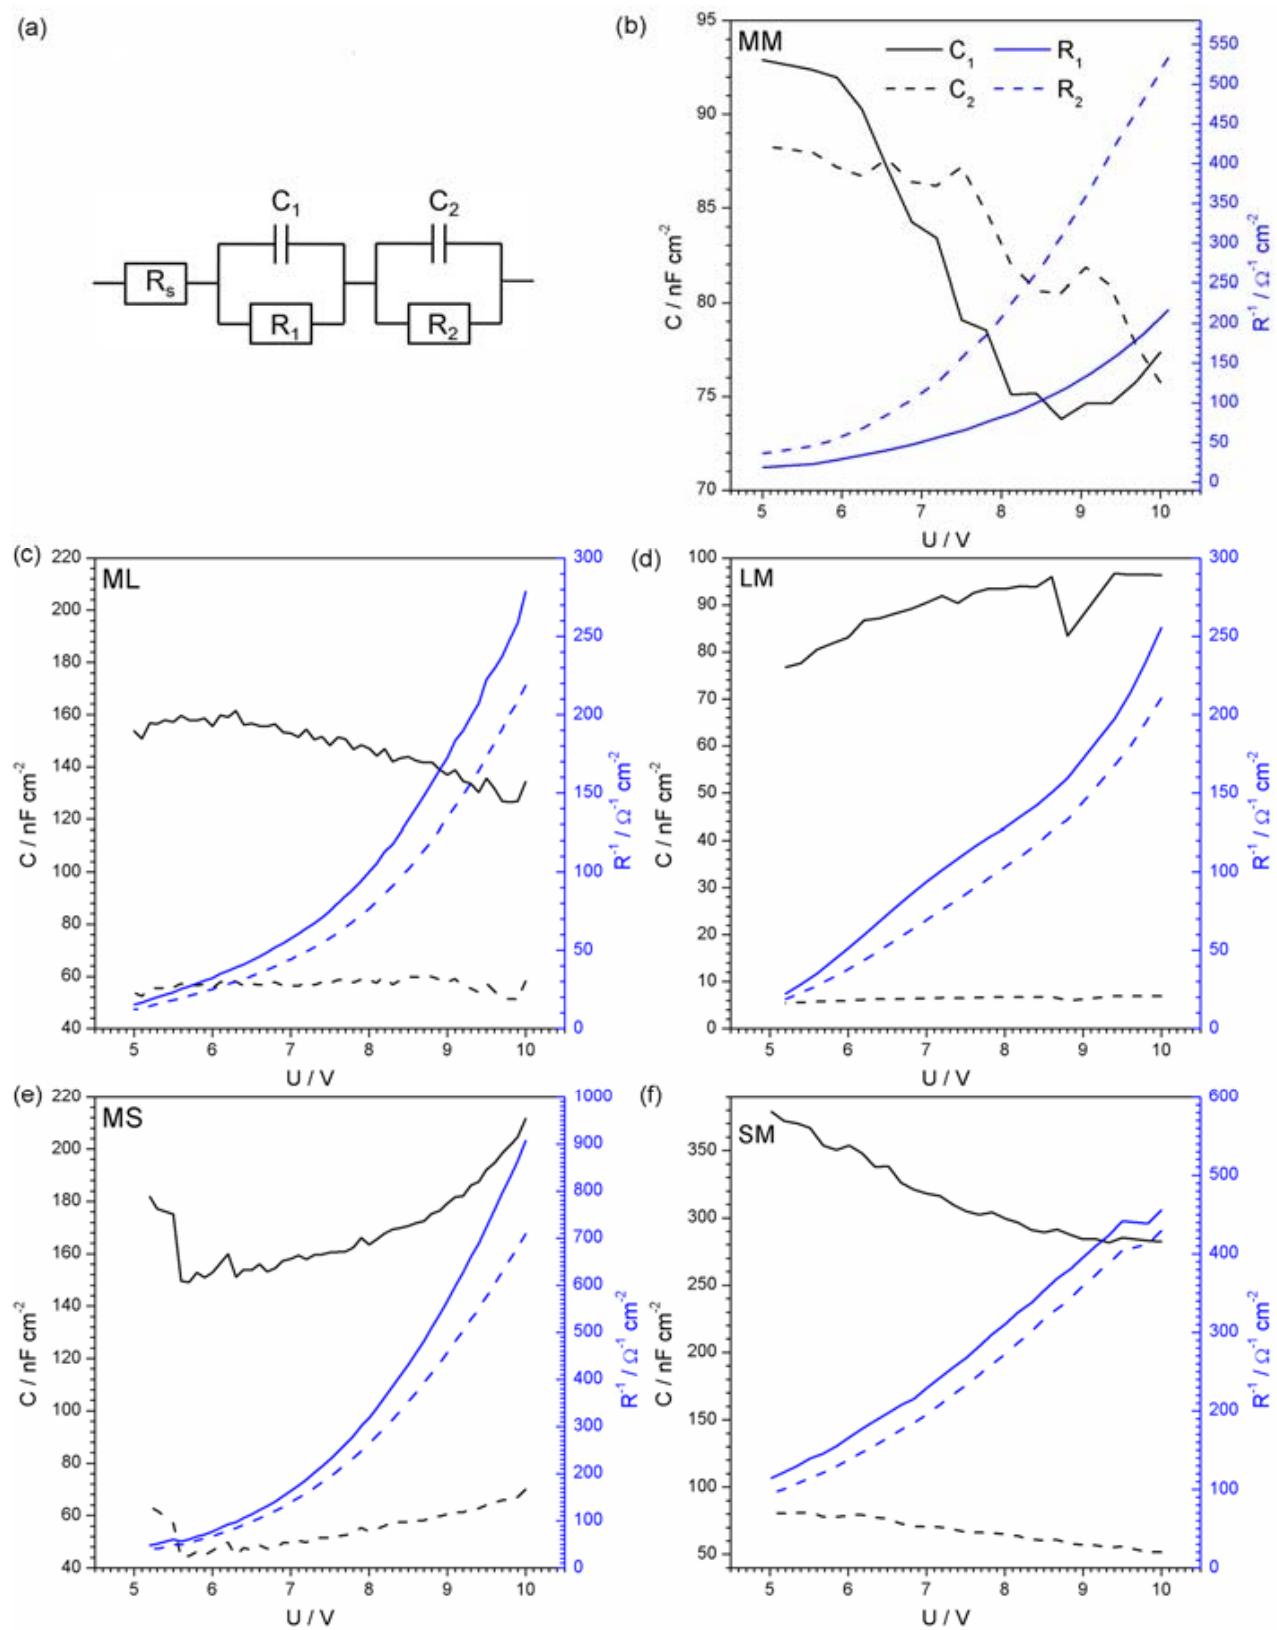 (a)
C1
C2
Rs
R1
R2
(b)
MM
C1
R1
C2
R2
95
90
85
80
75
70
C / nF cm-2
550
500
450
400
350
300
250
200
150
100
50
0
R-1 / Ω-1 cm-2
5 6 7 8 9 10
U / V
(c)
ML
220
200
180
160
140
120
100
80
60
40
C / nF cm-2
300
250
200
150
100
50
0
R-1 / Ω-1 cm-2
5 6 7 8 9 10
U / V
(d)
LM
100
90
80
70
60
50
40
30
20
10
0
C / nF cm-2
300
250
200
150
100
50
0
R-1 / Ω-1 cm-2
5 6 7 8 9 10
U / V
(e)
MS
220
200
180
160
140
120
100
80
60
40
C / nF cm-2
1000
900
800
700
600
500
400
300
200
100
0
R-1 / Ω-1 cm-2
5 6 7 8 9 10
U / V
(f)
SM
350
300
250
200
150
100
50
C / nF cm-2
600
500
400
300
200
100
0
R-1 / Ω-1 cm-2
5 6 7 8 9 10
U / V